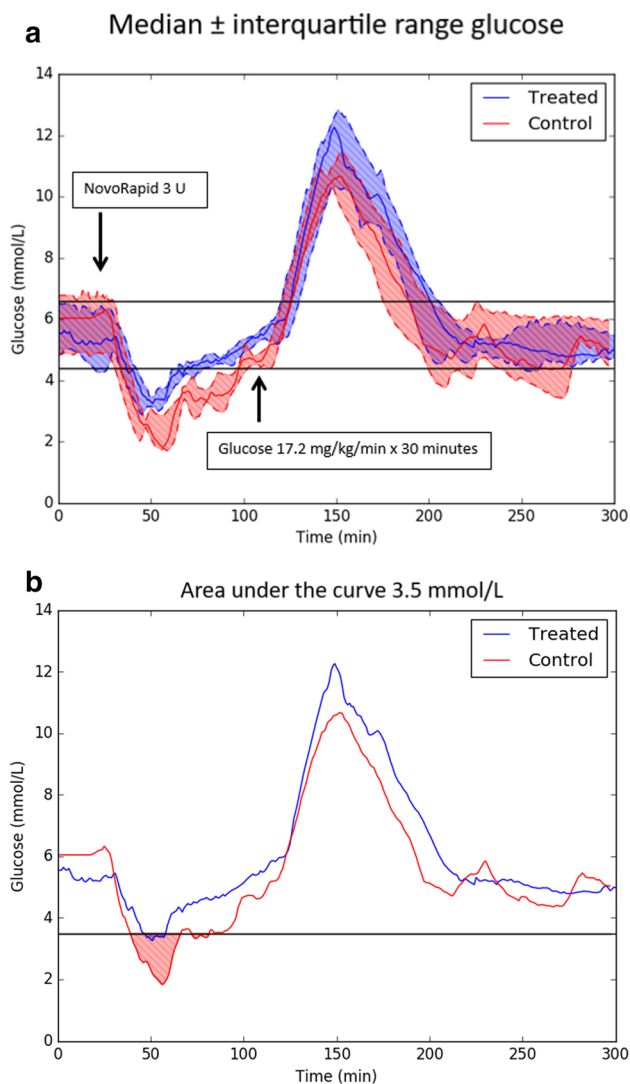 a
Median ± interquartile range glucose
14
12
10
8
6
4
2
0
Glucose (mmol/L)
Treated
Control
NovoRapid 3 U
Glucose 17.2 mg/kg/min x 30 minutes
0 50 100 150 200 250 300
Time (min)
b
Area under the curve 3.5 mmol/L
14
12
10
8
6
4
2
0
Glucose (mmol/L)
Treated
Control
0 50 100 150 200 250 300
Time (min)